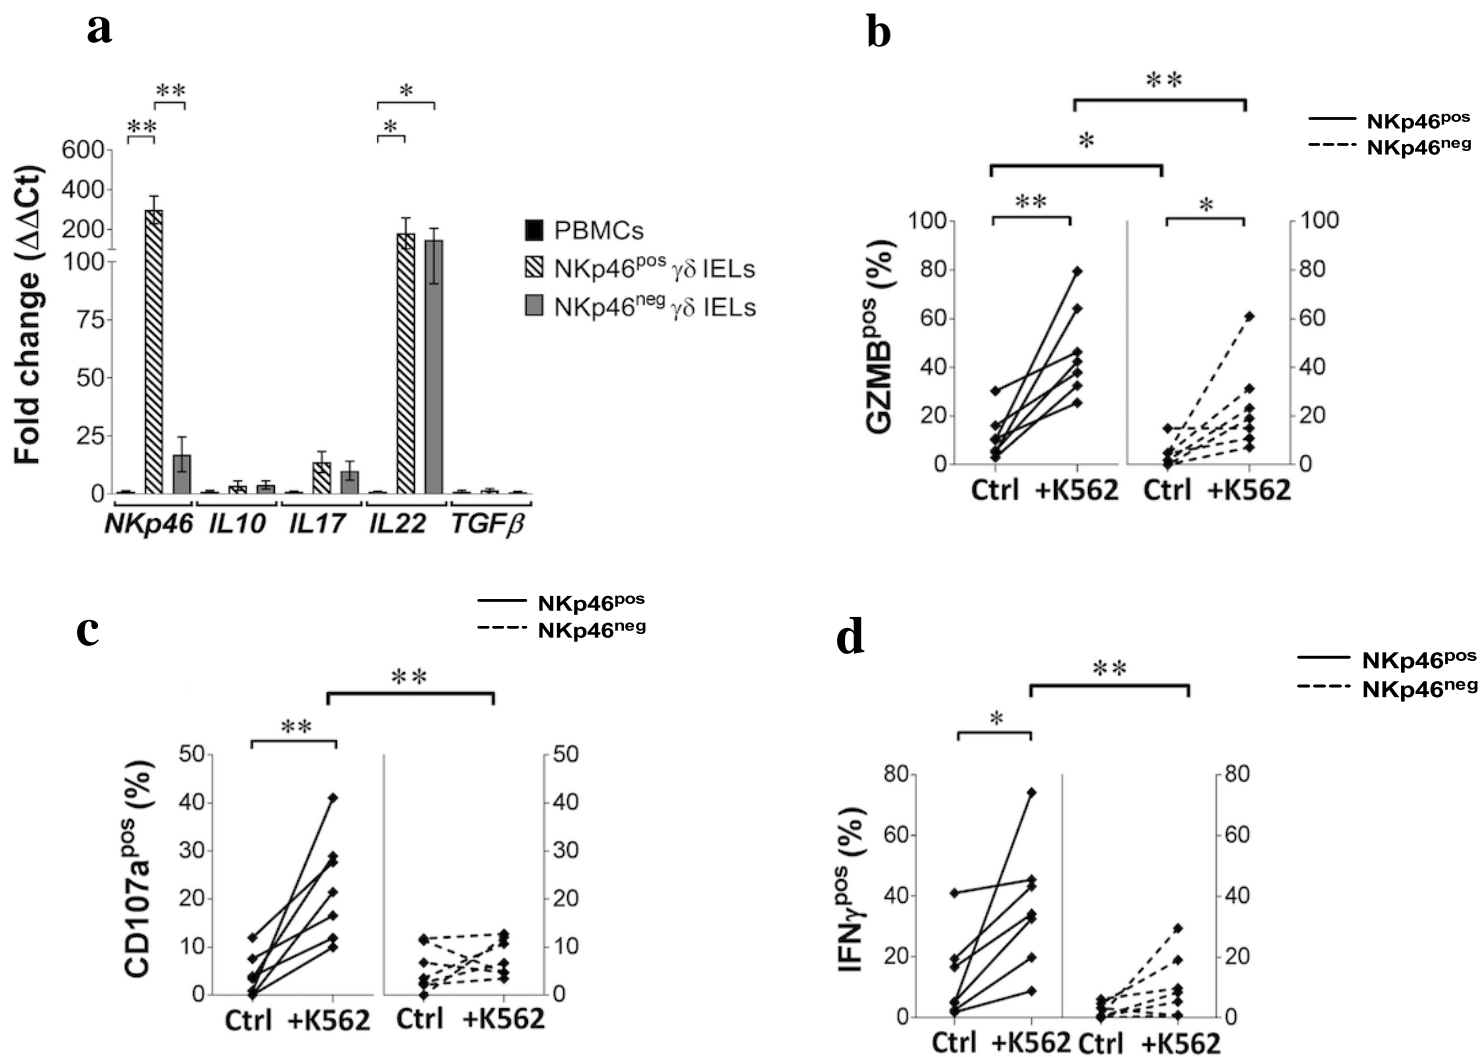 a
** **
* *
600
400
200
100
75
50
25
0
Fold change (ΔΔCt)
NKp46 IL10 IL17 IL22 TGFβ
PBMCs
NKp46pos γδ IELs
NKp46neg γδ IELs
b
**
*
** *
NKp46pos
NKp46neg
GZMBpos (%)
100 100
80 80
60 60
40 40
20 20
0 0
Ctrl +K562 Ctrl +K562
c
NKp46pos
NKp46neg
**
**
CD107apos (%)
50 50
40 40
30 30
20 20
10 10
0 0
Ctrl +K562 Ctrl +K562
d
NKp46pos
NKp46neg
**
*
IFNγpos (%)
80 80
60 60
40 40
20 20
0 0
Ctrl +K562 Ctrl +K562